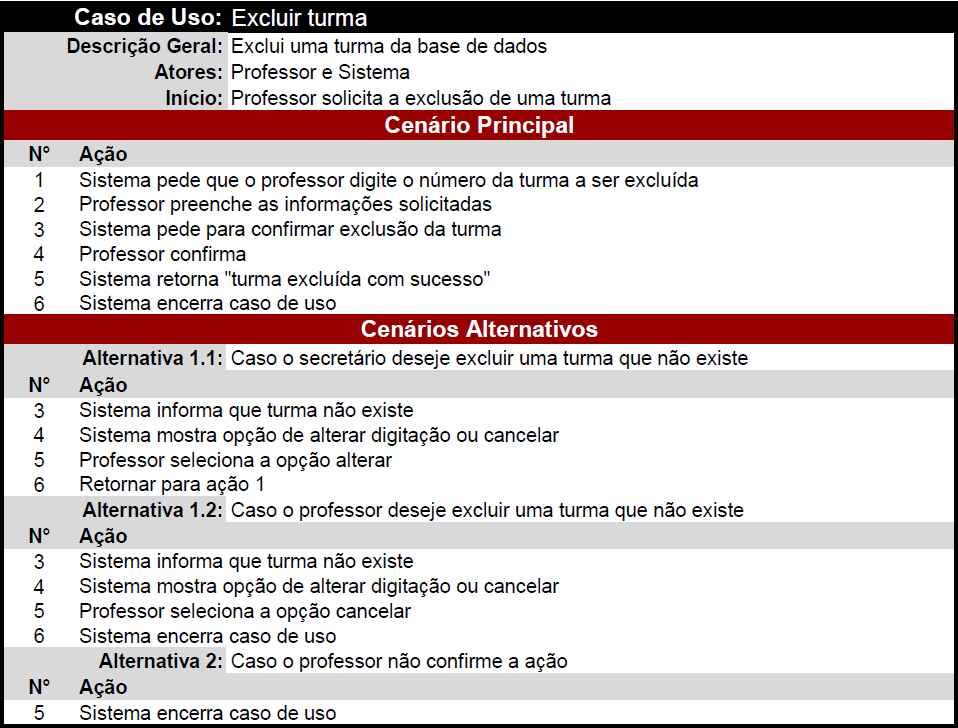 Caso de Uso: Excluir turma
Descrição Geral: Exclui uma turma da base de dados
Atores: Professor e Sistema
Início: Professor solicita a exclusão de uma turma
Cenário Principal
Nº Ação
1 Sistema pede que o professor digite o número da turma a ser excluída
2 Professor preenche as informações solicitadas
3 Sistema pede para confirmar exclusão da turma
4 Professor confirma
5 Sistema retorna "turma excluída com sucesso"
6 Sistema encerra caso de uso
Cenários Alternativos
Alternativa 1.1: Caso o secretário deseje excluir uma turma que não existe
Nº Ação
3 Sistema informa que turma não existe
4 Sistema mostra opção de alterar digitação ou cancelar
5 Professor seleciona a opção alterar
6 Retornar para ação 1
Alternativa 1.2: Caso o professor deseje excluir uma turma que não existe
Nº Ação
3 Sistema informa que turma não existe
4 Sistema mostra opção de alterar digitação ou cancelar
5 Professor seleciona a opção cancelar
6 Sistema encerra caso de uso
Alternativa 2: Caso o professor não confirme a ação
Nº Ação
5 Sistema encerra caso de uso